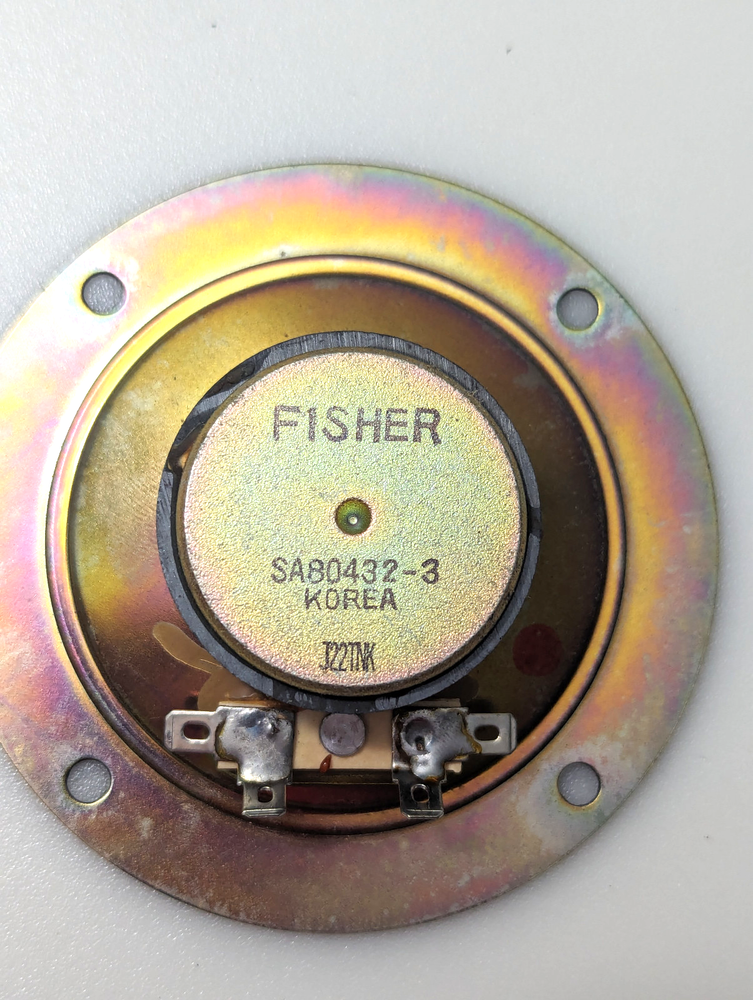 FISHER
SA80432-3
KOREA
J22TNK